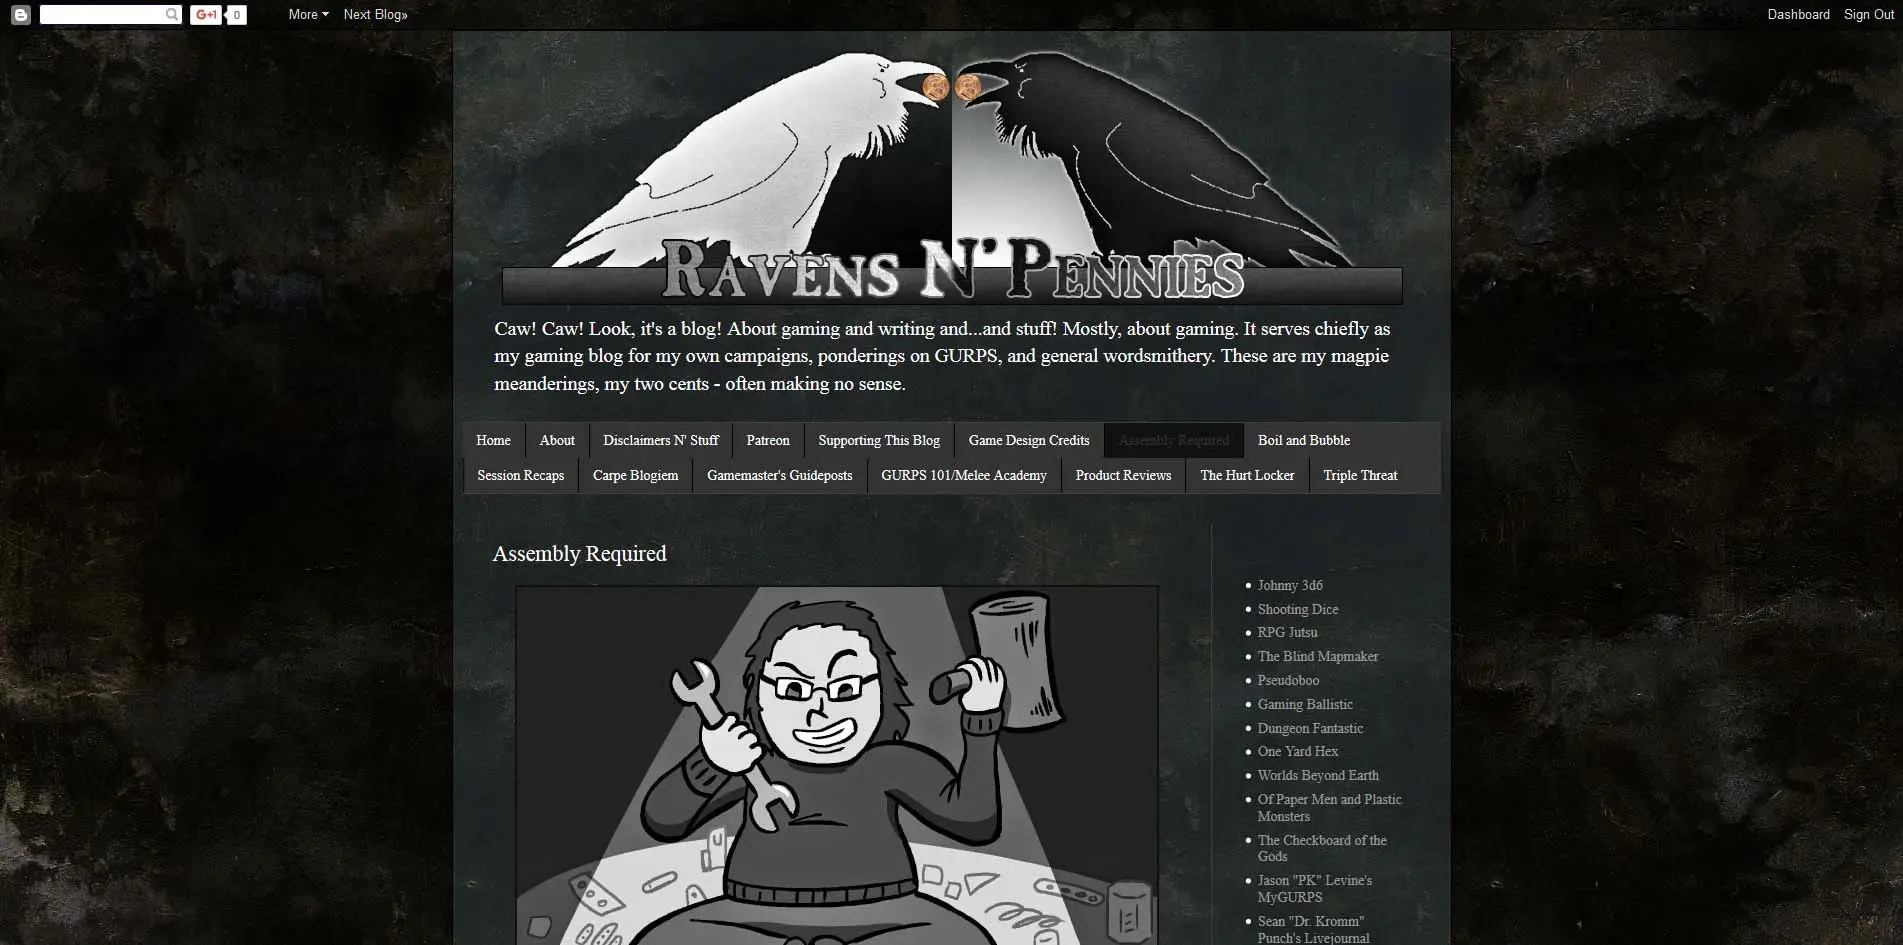 G+1 0 More Next Blog» Dashboard Sign Out
RAVENS N' PENNIES
Caw! Caw! Look, it's a blog! About gaming and writing and...and stuff! Mostly, about gaming. It serves chiefly as
my gaming blog for my own campaigns, ponderings on GURPS, and general wordsmithery. These are my magpie
meanderings, my two cents - often making no sense.
Home About Disclaimers N' Stuff Patreon Supporting This Blog Game Design Credits Assembly Required Boil and Bubble
Session Recaps Carpe Blogiem Gamemaster's Guideposts GURPS 101/Melee Academy Product Reviews The Hurt Locker Triple Threat
Assembly Required
Johnny 3d6
Shooting Dice
RPG Jutsu
The Blind Mapmaker
Pseudoboo
Gaming Ballistic
Dungeon Fantastic
One Yard Hex
Worlds Beyond Earth
Of Paper Men and Plastic
Monsters
The Checkboard of the
Gods
Jason "PK" Levine's
MyGURPS
Sean "Dr. Kromm"
Punch's Livejournal